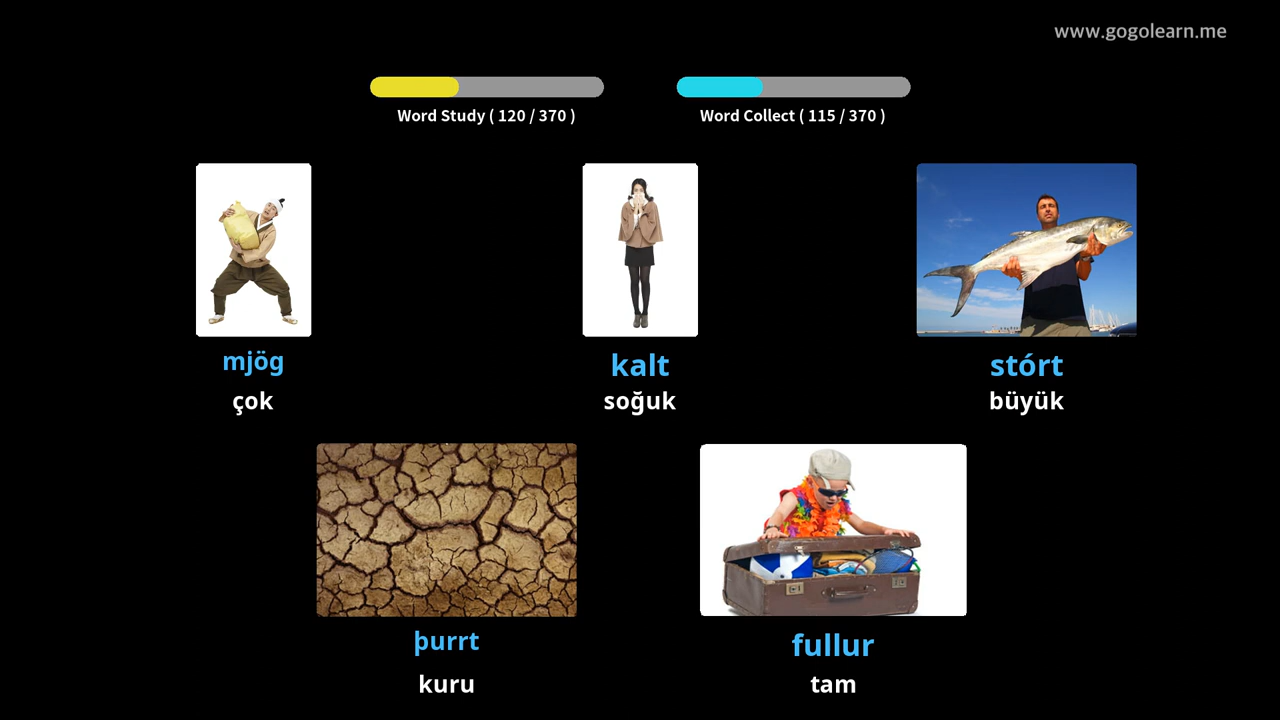 www.gogolearn.me
Word Study ( 120 / 370 )
Word Collect ( 115 / 370 )
mjög
kalt
stórt
çok
soğuk
büyük
þurrt
fullur
kuru
tam